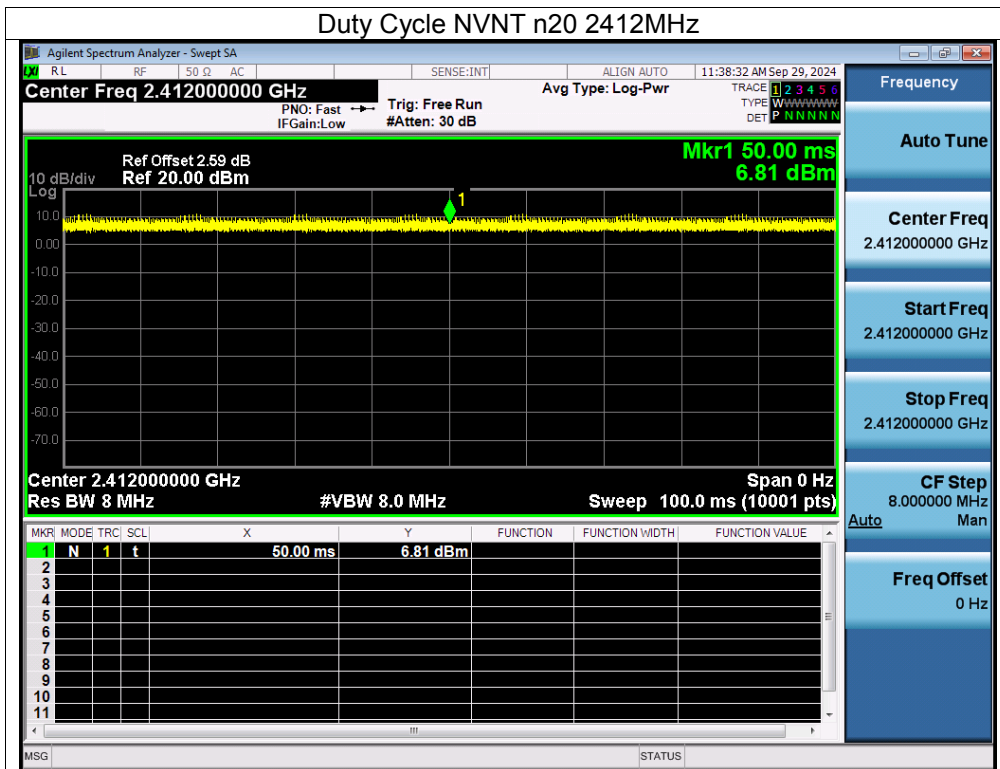 Duty Cycle NVNT n20 2412MHz
Agilent Spectrum Analyzer - Swept SA
LXI RL RF 50 Ω AC SENSE:INT ALIGN AUTO 11:38:32 AM Sep 29, 2024
Center Freq 2.412000000 GHz
PNO: Fast
IFGain:Low
Trig: Free Run
#Atten: 30 dB
Avg Type: Log-Pwr
TRACE 1 2 3 4 5 6
TYPE WWWWWW
DET P N N N N N
Mkr1 50.00 ms
6.81 dBm
Ref Offset 2.59 dB
10 dB/div Ref 20.00 dBm
Log
1
10.0
0.00
-10.0
-20.0
-30.0
-40.0
-50.0
-60.0
-70.0
Center 2.412000000 GHz Span 0 Hz
Res BW 8 MHz #VBW 8.0 MHz Sweep 100.0 ms (10001 pts)
MKR MODE TRC SCL X Y FUNCTION FUNCTION WIDTH FUNCTION VALUE
1 N 1 t 50.00 ms 6.81 dBm
2
3
4
5
6
7
8
9
10
11
MSG STATUS
Frequency
Auto Tune
Center Freq
2.412000000 GHz
Start Freq
2.412000000 GHz
Stop Freq
2.412000000 GHz
CF Step
8.000000 MHz
Auto Man
Freq Offset
0 Hz